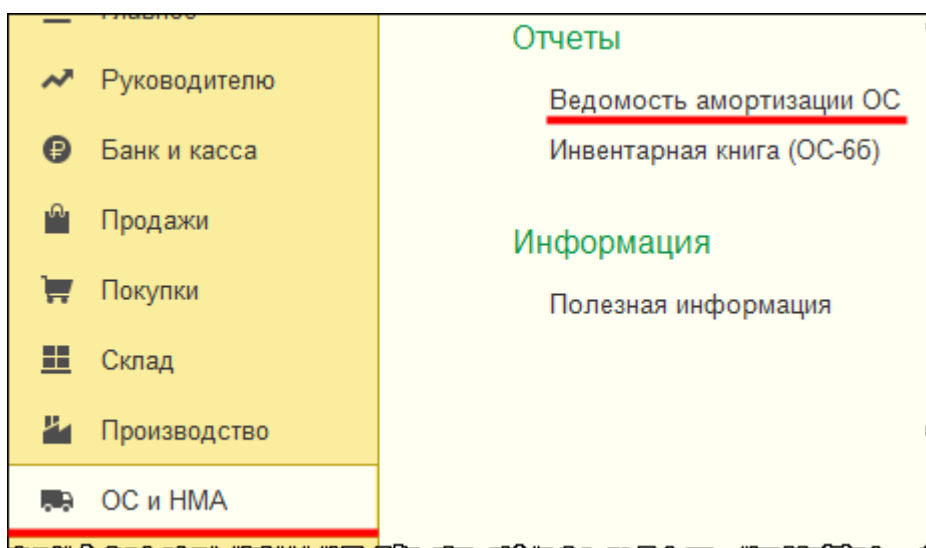 Главное
Руководителю
Банк и касса
Продажи
Покупки
Склад
Производство
ОС и НМА
Отчеты
Ведомость амортизации ОС
Инвентарная книга (ОС-6б)
Информация
Полезная информация